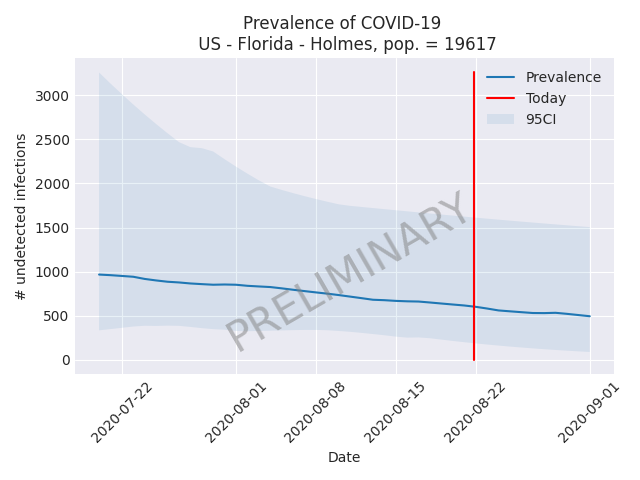 Prevalence of COVID-19
US - Florida - Holmes, pop. = 19617
Prevalence
Today
95CI
3000
2500
2000
1500
1000
500
0
# undetected infections
PRELIMINARY
2020-07-22
2020-08-01
2020-08-08
2020-08-15
2020-08-22
2020-09-01
Date